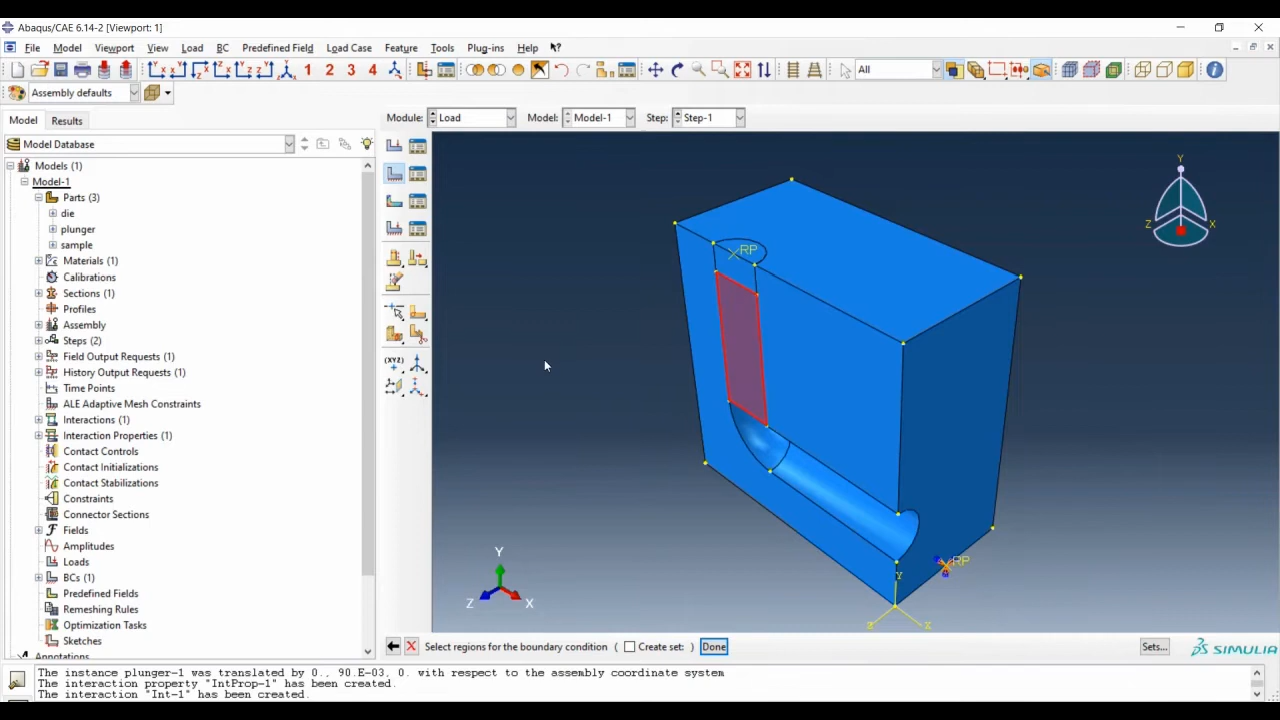 Abaqus/CAE 6.14-2 [Viewport: 1]
File Model Viewport View Load BC Predefined Field Load Case Feature Tools Plug-ins Help
1 2 3 4 All
Assembly defaults
Model Results Module: Load Model: Model-1 Step: Step-1
Model Database
Models (1)
Model-1
Parts (3)
die
plunger
sample
Materials (1)
Calibrations
Sections (1)
Profiles
Assembly
Steps (2)
Field Output Requests (1)
History Output Requests (1)
Time Points
ALE Adaptive Mesh Constraints
Interactions (1)
Interaction Properties (1)
Contact Controls
Contact Initializations
Contact Stabilizations
Constraints
Connector Sections
Fields
Amplitudes
Loads
BCs (1)
Predefined Fields
Remeshing Rules
Optimization Tasks
Sketches
Annotations
(XYZ)
Y
Z X
RP
RP
Y
Z X
Y
Z X
Select regions for the boundary condition ( Create set: ) Done Sets... SIMULIA
The instance plunger-1 was translated by 0., 90.E-03, 0. with respect to the assembly coordinate system
The interaction property "IntProp-1" has been created.
The interaction "Int-1" has been created.